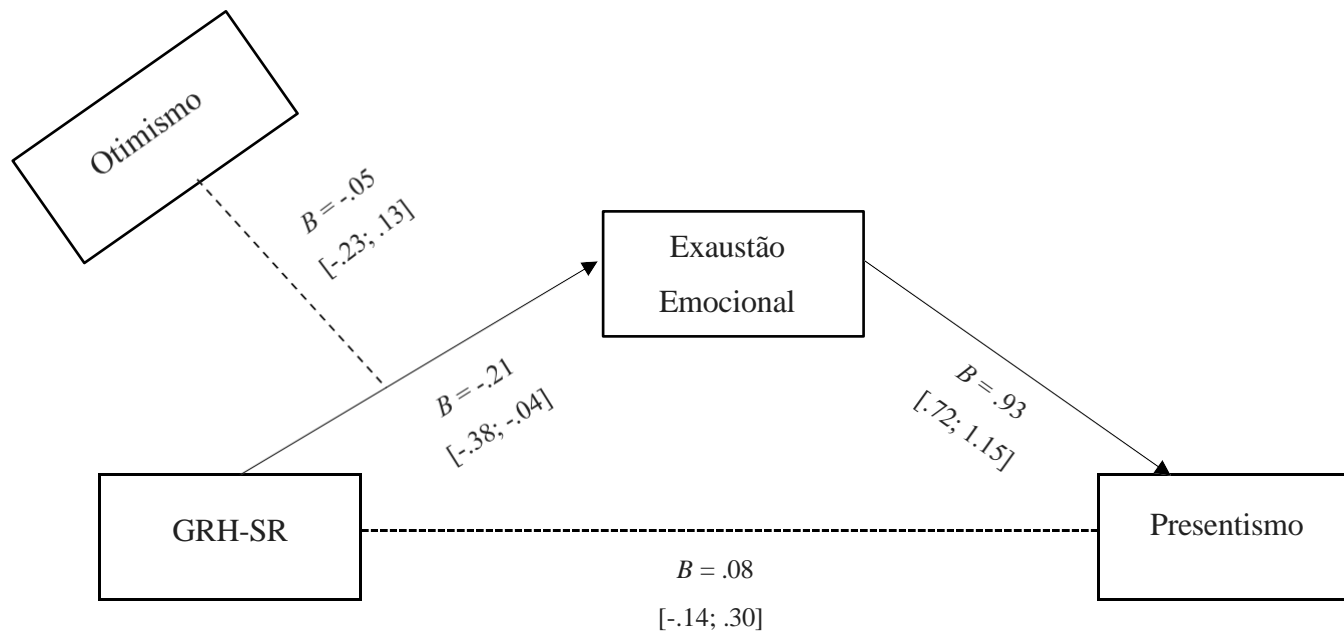 Otimismo
B = -.05
[-.23; .13]
Exaustão
Emocional
B = -.21
[-.38; -.04]
B = .93
[.72; 1.15]
GRH-SR
Presentismo
B = .08
[-.14; .30]